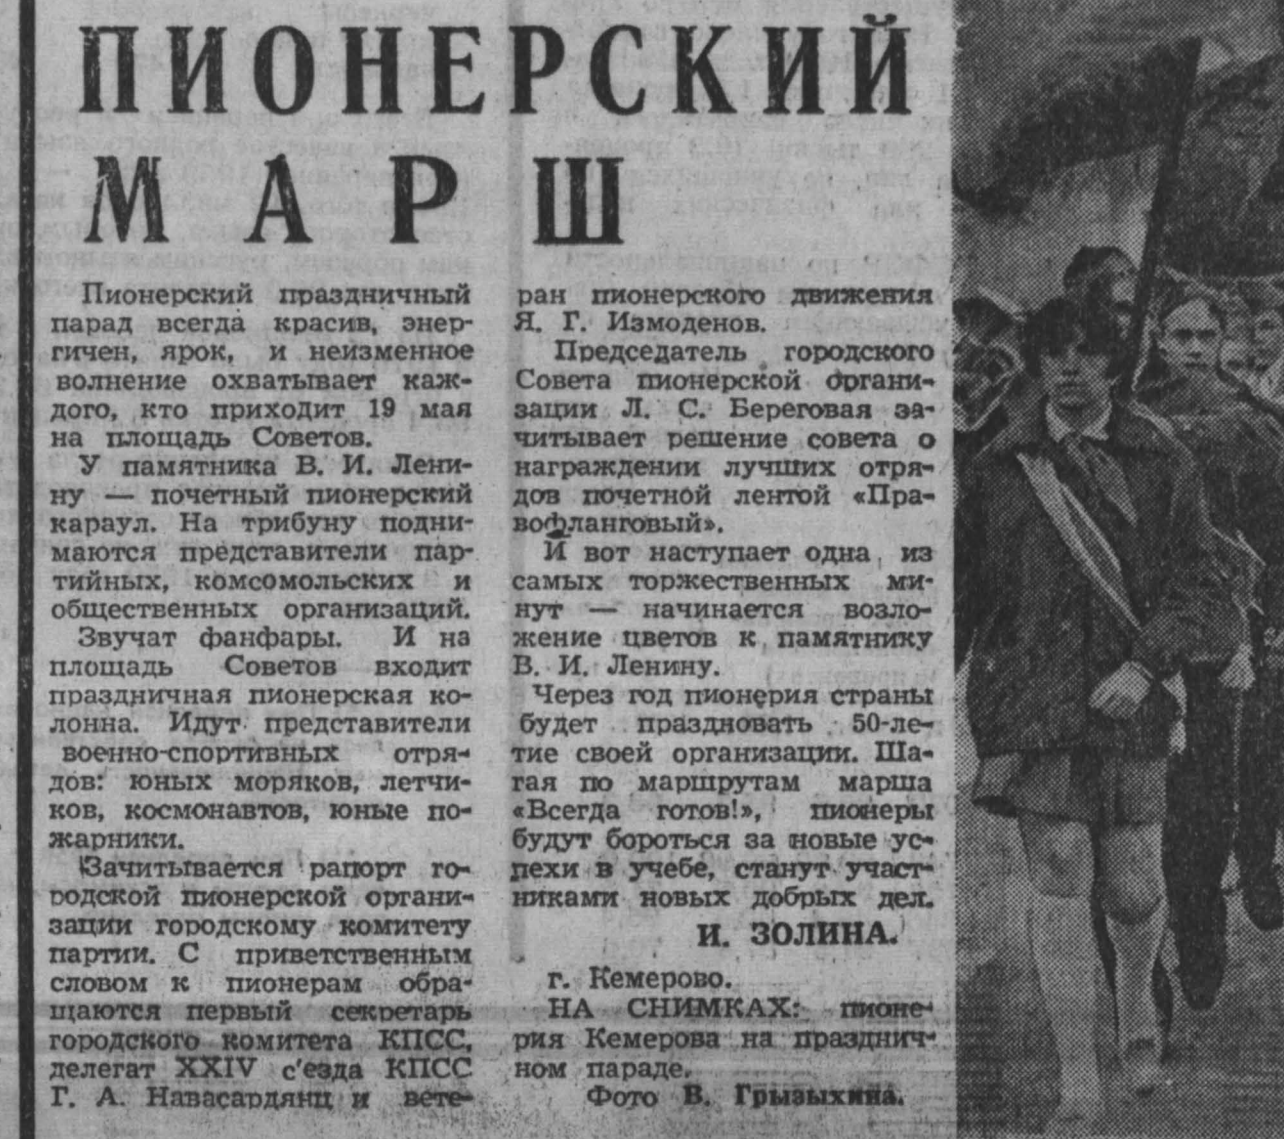 ПИОНЕРСКИЙ
МАРШ
Пионерский праздничный
парад всегда красив, энер-
гичен, ярок, и неизменное
волнение охватывает каж-
дого, кто приходит 19 мая
на площадь Советов.
У памятника В. И. Лени-
ну — почетный пионерский
караул. На трибуну подни-
маются представители пар-
тийных, комсомольских и
общественных организаций.
Звучат фанфары. И на
площадь Советов входит
праздничная пионерская ко-
лонна. Идут представители
военно-спортивных отря-
дов: юных моряков, летчи-
ков, космонавтов, юные по-
жарники.
Зачитывается рапорт го-
родской пионерской органи-
зации городскому комитету
партии. С приветственным
словом к пионерам обра-
щаются первый секретарь
городского комитета КПСС,
делегат XXIV с'езда КПСС
Г. А. Навасардянц и вете-
ран пионерского движения
Я. Г. Измоденов.
Председатель городского
Совета пионерской органи-
зации Л. С. Береговая за-
читывает решение совета о
награждении лучших отря-
дов почетной лентой «Пра-
вофланговый».
И вот наступает одна из
самых торжественных ми-
нут — начинается возло-
жение цветов к памятнику
В. И. Ленину.
Через год пионерия страны
будет праздновать 50-ле-
тие своей организации. Ша-
гая по маршрутам марша
«Всегда готов!», пионеры
будут бороться за новые ус-
пехи в учебе, станут участ-
никами новых добрых дел.
И. ЗОЛИНА.
г. Кемерово.
НА СНИМКАХ: пионе-
рия Кемерова на празднич-
ном параде.
Фото В. Грызыхина.